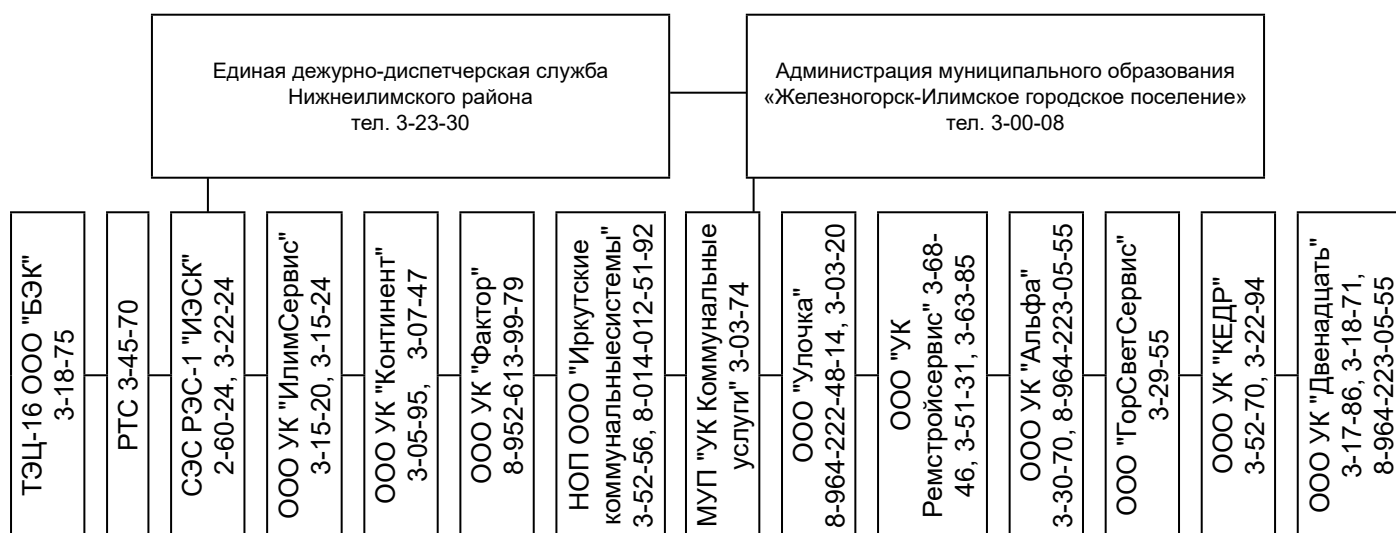 Единая дежурно-диспетчерская служба
Нижнеилимского района
тел. 3-23-30
Администрация муниципального образования
«Железногорск-Илимское городское поселение»
тел. 3-00-08
ТЭЦ-16 ООО "БЭК"
3-18-75
РТС 3-45-70
СЭС РЭС-1 "ИЭСК"
2-60-24, 3-22-24
ООО УК "ИлимСервис"
3-15-20, 3-15-24
ООО УК "Континент"
3-05-95, 3-07-47
ООО УК "Фактор"
8-952-613-99-79
НОП ООО "Иркутские
коммунальныесистемы"
3-52-56, 8-014-012-51-92
МУП "УК Коммунальные
услуги" 3-03-74
ООО "Улочка"
8-964-222-48-14, 3-03-20
ООО "УК
Ремстройсервис" 3-68-
46, 3-51-31, 3-63-85
ООО УК "Альфа"
3-30-70, 8-964-223-05-55
ООО "ГорСветСервис"
3-29-55
ООО УК "КЕДР"
3-52-70, 3-22-94
ООО УК "Двенадцать"
3-17-86, 3-18-71,
8-964-223-05-55